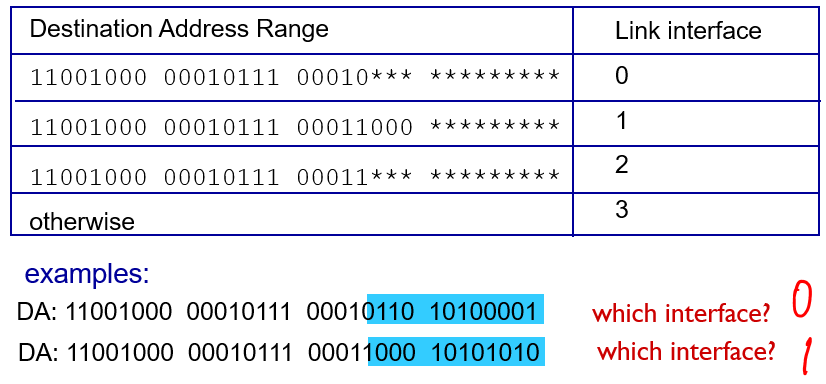 Destination Address Range Link interface
11001000 00010111 00010*** ********* 0
11001000 00010111 00011000 ********* 1
11001000 00010111 00011*** ********* 2
otherwise 3
examples:
DA: 11001000 00010111 00010110 10100001 which interface? 0
DA: 11001000 00010111 00011000 10101010 which interface? 1